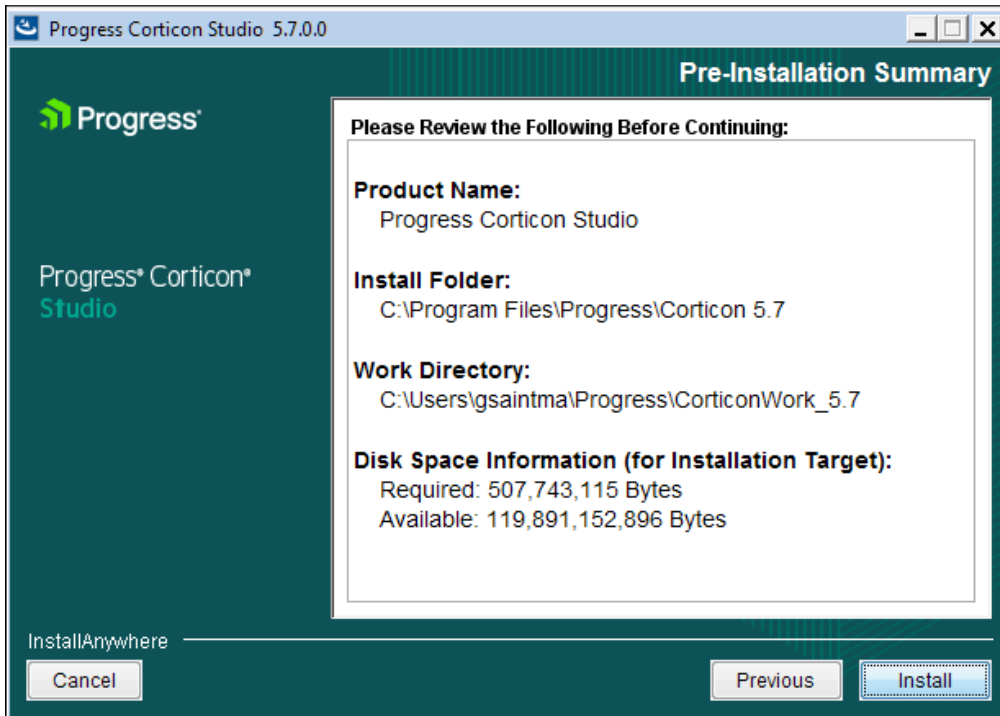 Progress Corticon Studio 5.7.0.0
Pre-Installation Summary
Progress®
Progress® Corticon®
Studio
Please Review the Following Before Continuing:
Product Name:
Progress Corticon Studio
Install Folder:
C:\Program Files\Progress\Corticon 5.7
Work Directory:
C:\Users\gsaintma\Progress\CorticonWork_5.7
Disk Space Information (for Installation Target):
Required: 507,743,115 Bytes
Available: 119,891,152,896 Bytes
InstallAnywhere
Cancel
Previous
Install